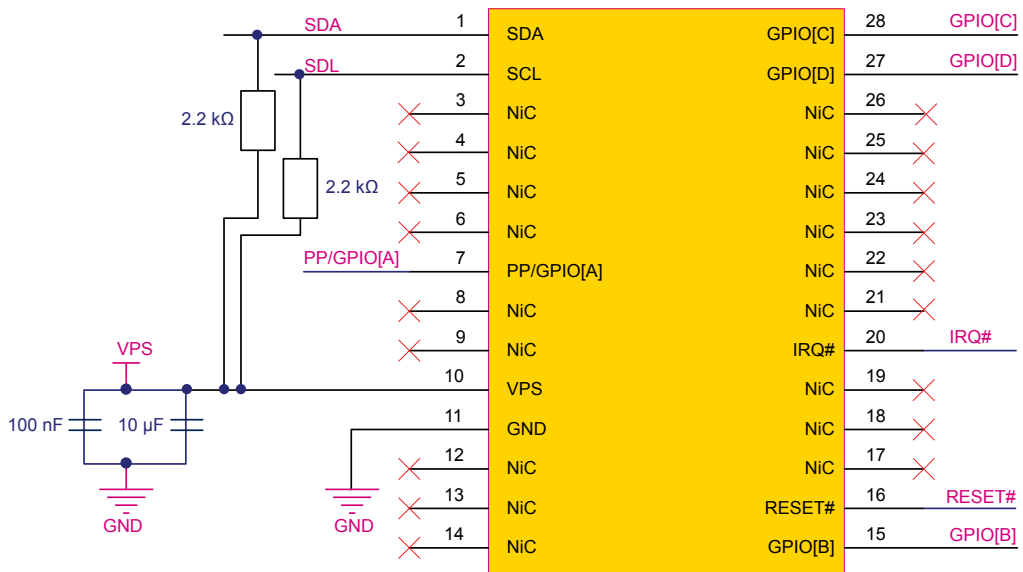 SDA 1 SDA GPIO[C] 28 GPIO[C]
SDL 2 SCL GPIO[D] 27 GPIO[D]
2.2 kΩ 3 NiC NiC 26
4 NiC NiC 25
2.2 kΩ 5 NiC NiC 24
6 NiC NiC 23
PP/GPIO[A] 7 PP/GPIO[A] NiC 22
8 NiC NiC 21
VPS 9 NiC IRQ# 20 IRQ#
10 VPS NiC 19
100 nF 10 µF 11 GND NiC 18
12 NiC NiC 17
GND GND 13 NiC RESET# 16 RESET#
14 NiC GPIO[B] 15 GPIO[B]